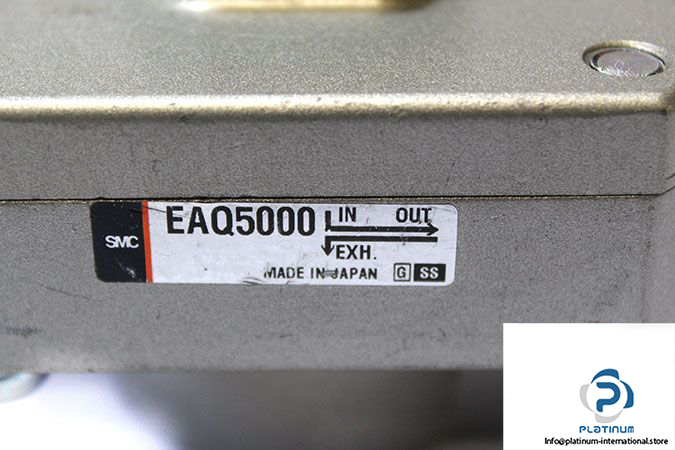 SMC
EAQ5000 IN OUT
EXH.
MADE IN JAPAN G SS
PLATINUM
Info@platinum-international.store